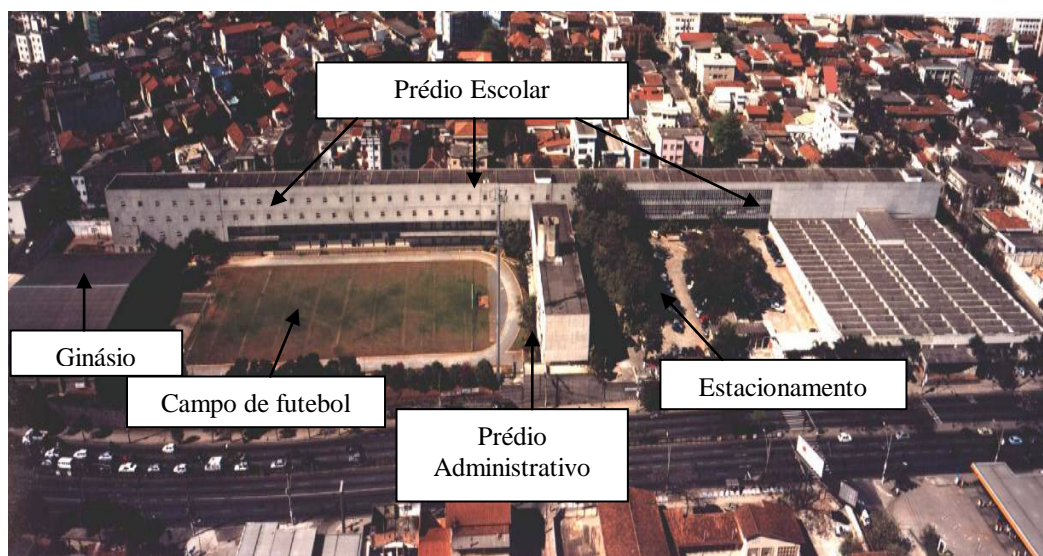 Prédio Escolar
Ginásio
Campo de futebol
Estacionamento
Prédio
Administrativo